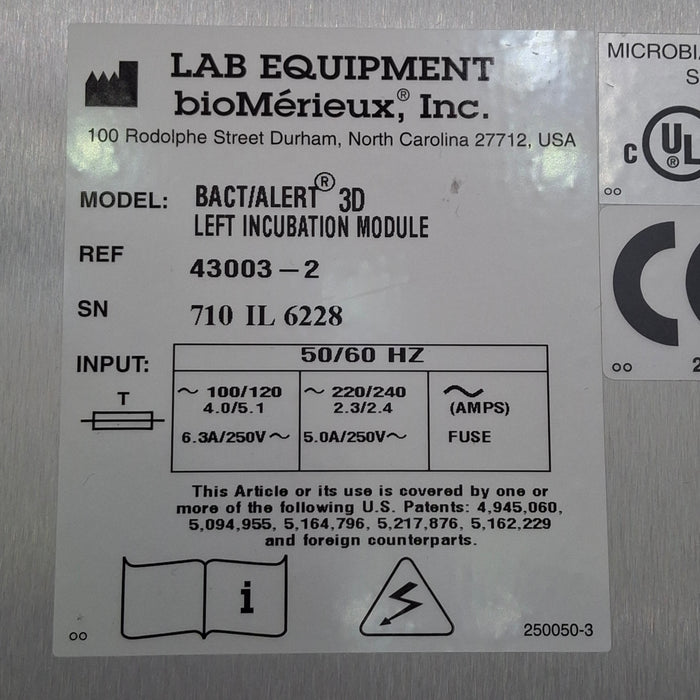 LAB EQUIPMENT
bioMérieux,® Inc.
100 Rodolphe Street Durham, North Carolina 27712, USA
MODEL: BACT/ALERT® 3D
LEFT INCUBATION MODULE
REF 43003-2
SN 710 IL 6228
INPUT: 50/60 HZ
T ~ 100/120 ~ 220/240 ~
4.0/5.1 2.3/2.4 (AMPS)
6.3A/250V~ 5.0A/250V~ FUSE
This Article or its use is covered by one or
more of the following U.S. Patents: 4,945,060,
5,094,955, 5,164,796, 5,217,876, 5,162,229
and foreign counterparts.
i
oo 250050-3
C UL ®
oo
CE
oo